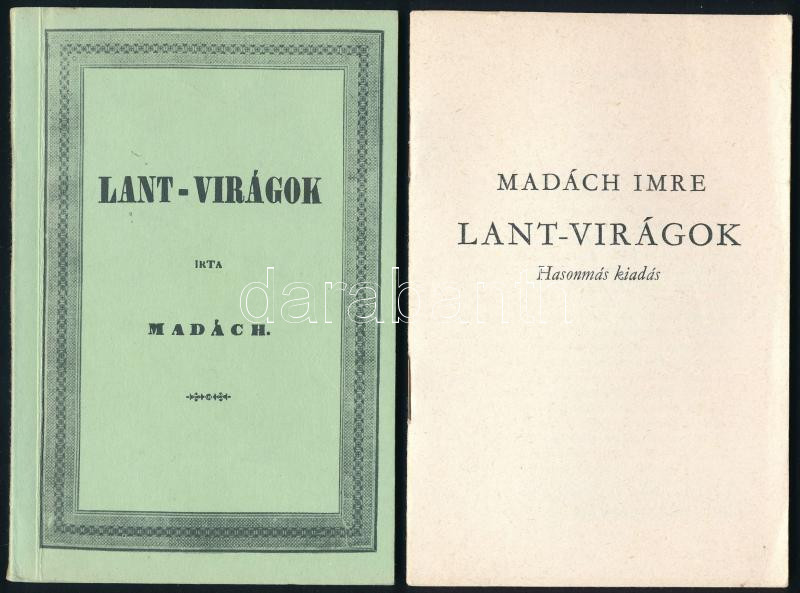 LANT-VIRÁGOK
IRTA
MADÁCH.
MADÁCH IMRE
LANT-VIRÁGOK
Hasonmás kiadás
darabanth